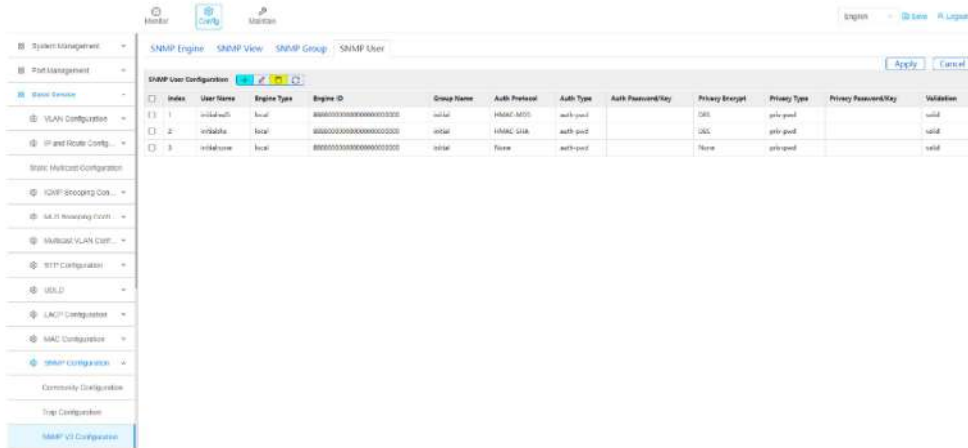 Monitor Config Maintain
English Save Logout
System Management
Port Management
Basic Service
VLAN Configuration
IP and Route Config...
Static Multicast Configuration
IGMP Snooping Con...
MLD Snooping Confi...
Multicast VLAN Conf...
STP Configuration
UDLD
LACP Configuration
MAC Configuration
SNMP Configuration
Community Configuration
Trap Configuration
SNMP V3 Configuration
SNMP Engine SNMP View SNMP Group SNMP User
Apply Cancel
SNMP User Configuration
Index User Name Engine Type Engine ID Group Name Auth Protocol Auth Type Auth Password/Key Privacy Encrypt Privacy Type Privacy Password/Key Validation
1 initialmd5 local initial HMAC-MD5 auth-pwd DES priv-pwd valid
2 initialsha local initial HMAC-SHA auth-pwd DES priv-pwd valid
3 initialnone local initial None auth-pwd None priv-pwd valid